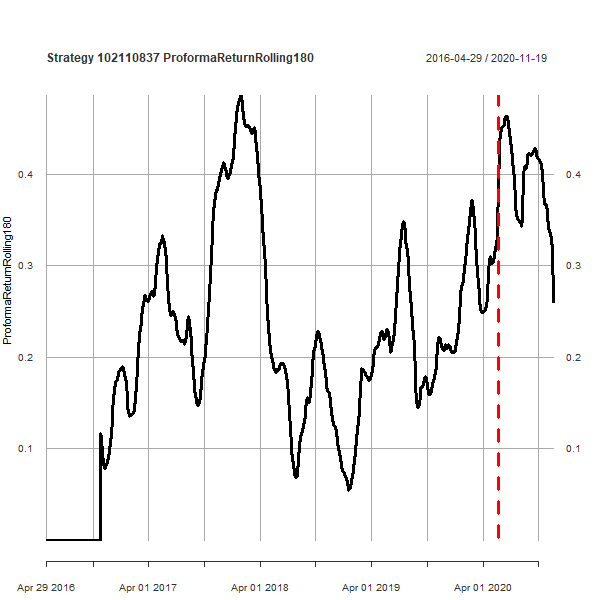 Strategy 102110837 ProformaReturnRolling180
2016-04-29 / 2020-11-19
ProformaReturnRolling180
0.4 0.4
0.3 0.3
0.2 0.2
0.1 0.1
Apr 29 2016 Apr 01 2017 Apr 01 2018 Apr 01 2019 Apr 01 2020